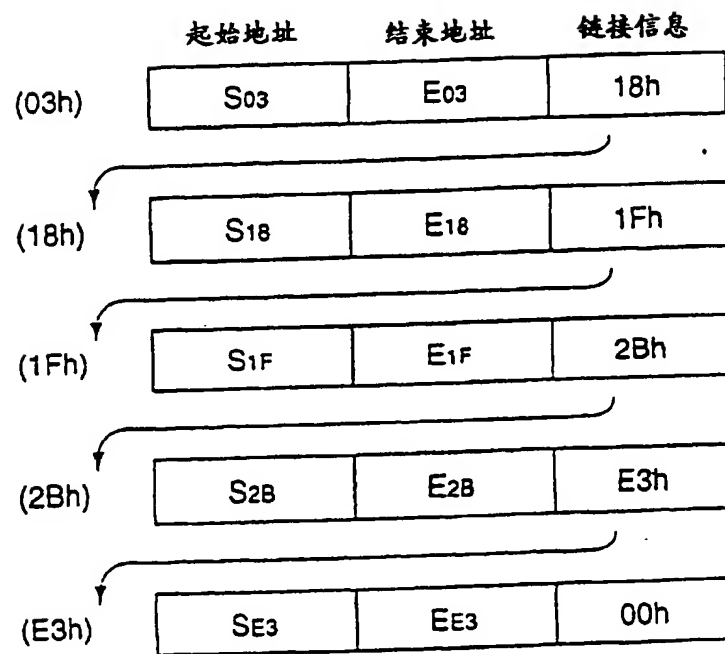 起始地址 结束地址 链接信息
(03h) S03 E03 18h
(18h) S18 E18 1Fh
(1Fh) S1F E1F 2Bh
(2Bh) S2B E2B E3h
(E3h) SE3 EE3 00h